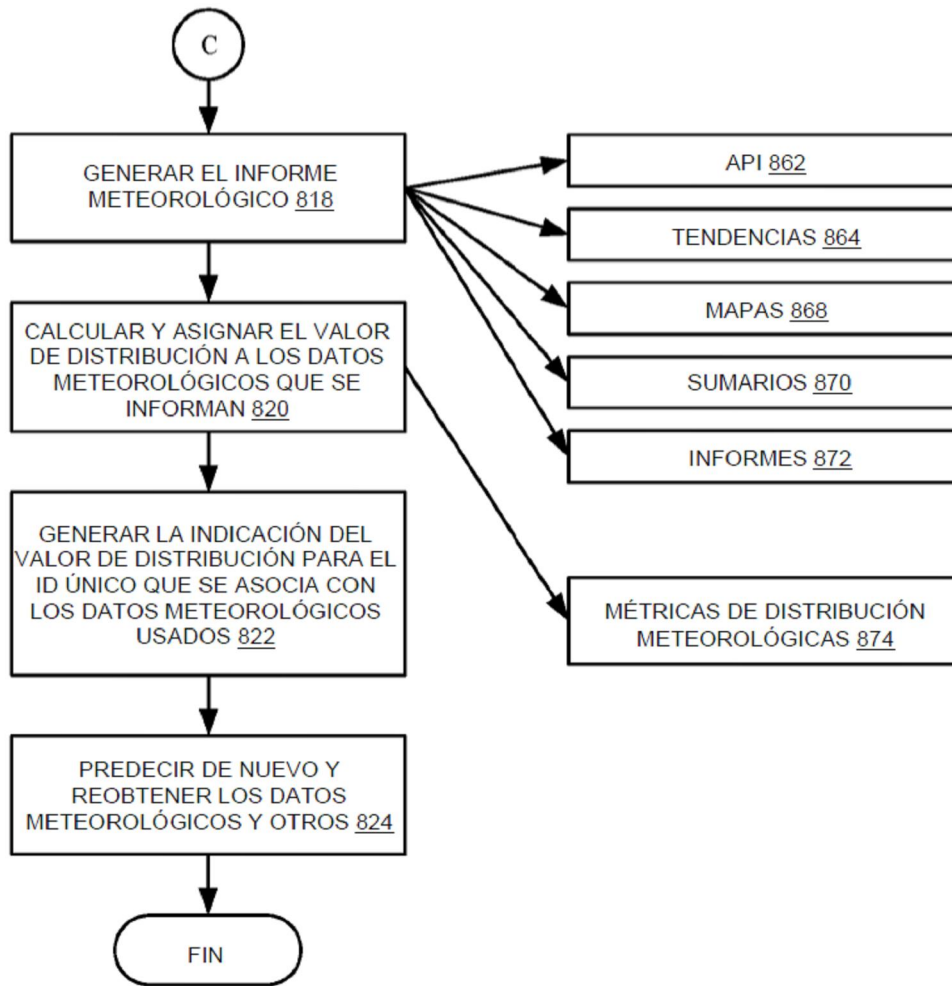 C
GENERAR EL INFORME
METEOROLÓGICO 818
API 862
TENDENCIAS 864
MAPAS 868
SUMARIOS 870
INFORMES 872
CALCULAR Y ASIGNAR EL VALOR
DE DISTRIBUCIÓN A LOS DATOS
METEOROLÓGICOS QUE SE
INFORMAN 820
GENERAR LA INDICACIÓN DEL
VALOR DE DISTRIBUCIÓN PARA EL
ID ÚNICO QUE SE ASOCIA CON
LOS DATOS METEOROLÓGICOS
USADOS 822
MÉTRICAS DE DISTRIBUCIÓN
METEOROLÓGICAS 874
PREDECIR DE NUEVO Y
REOBTENER LOS DATOS
METEOROLÓGICOS Y OTROS 824
FIN